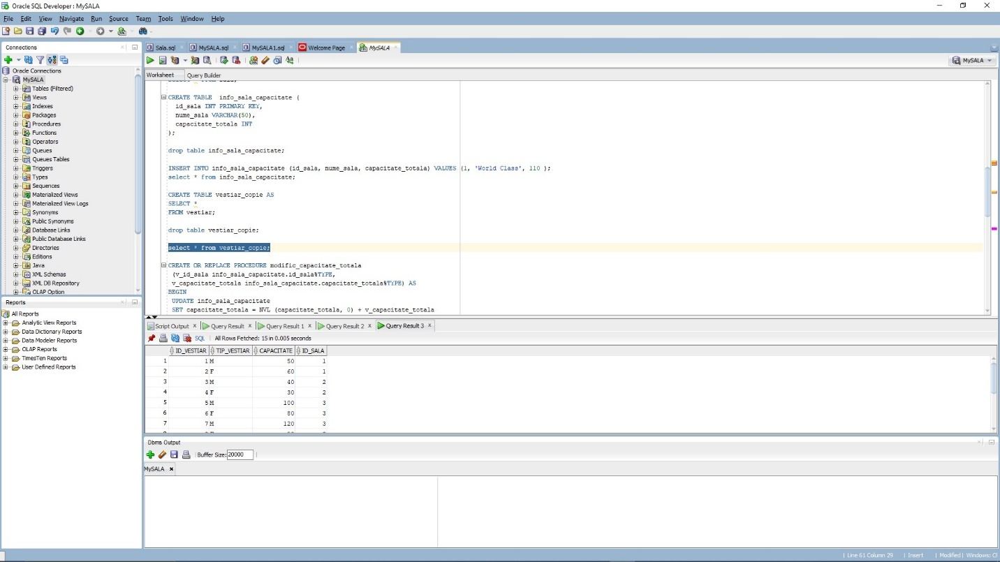 Oracle SQL Developer : MySALA
File Edit View Navigate Run Source Team Tools Window Help
Connections
Oracle Connections
MySALA
Tables (Filtered)
Views
Indexes
Packages
Procedures
Functions
Operators
Queues
Queues Tables
Triggers
Types
Sequences
Materialized Views
Materialized View Logs
Synonyms
Public Synonyms
Database Links
Public Database Links
Directories
Editions
Java
XML Schemas
XML DB Repository
OLAP Option
Reports
All Reports
Analytic View Reports
Data Dictionary Reports
Data Modeler Reports
OLAP Reports
TimesTen Reports
User Defined Reports
Sala.sql MySALA.sql MySALA1.sql Welcome Page MySALA
MySALA
Worksheet Query Builder
CREATE TABLE info_sala_capacitate (
id_sala INT PRIMARY KEY,
nume_sala VARCHAR(50),
capacitate_totala INT
);
drop table info_sala_capacitate;
INSERT INTO info_sala_capacitate (id_sala, nume_sala, capacitate_totala) VALUES (1, 'World Class', 110 );
select * from info_sala_capacitate;
CREATE TABLE vestiar_copie AS
SELECT *
FROM vestiar;
drop table vestiar_copie;
select * from vestiar_copie;
CREATE OR REPLACE PROCEDURE modific_capacitate_totala
(v_id_sala info_sala_capacitate.id_sala%TYPE,
v_capacitate_totala info_sala_capacitate.capacitate_totala%TYPE) AS
BEGIN
UPDATE info_sala_capacitate
SET capacitate_totala = NVL (capacitate_totala, 0) + v_capacitate_totala
Script Output Query Result Query Result 1 Query Result 2 Query Result 3
SQL All Rows Fetched: 15 in 0.005 seconds
ID_VESTIAR TIP_VESTIAR CAPACITATE ID_SALA
1 1 M 50 1
2 2 F 60 1
3 3 M 40 2
4 4 F 30 2
5 5 M 100 3
6 6 F 80 3
7 7 M 120 3
Dbms Output
Buffer Size: 20000
MySALA
Line 61 Column 29 Insert Modified Windows: C